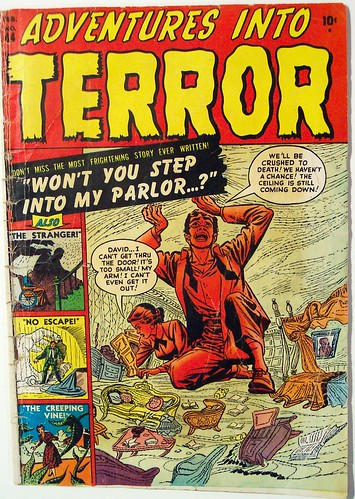 FEB.
NO.
44
10¢
ADVENTURES INTO
TERROR
DON'T MISS THE MOST FRIGHTENING STORY EVER WRITTEN!
"WON'T YOU STEP
INTO MY PARLOR...?"
ALSO
"THE STRANGER!"
"NO ESCAPE!"
"THE CREEPING
VINE!"
WE'LL BE
CRUSHED TO
DEATH! WE HAVEN'T
A CHANCE! THE
CEILING IS STILL
COMING DOWN!
DAVID...I
CAN'T GET THRU
THE DOOR! IT'S
TOO SMALL! MY
ARM! I CAN'T
EVEN GET IT
OUT!